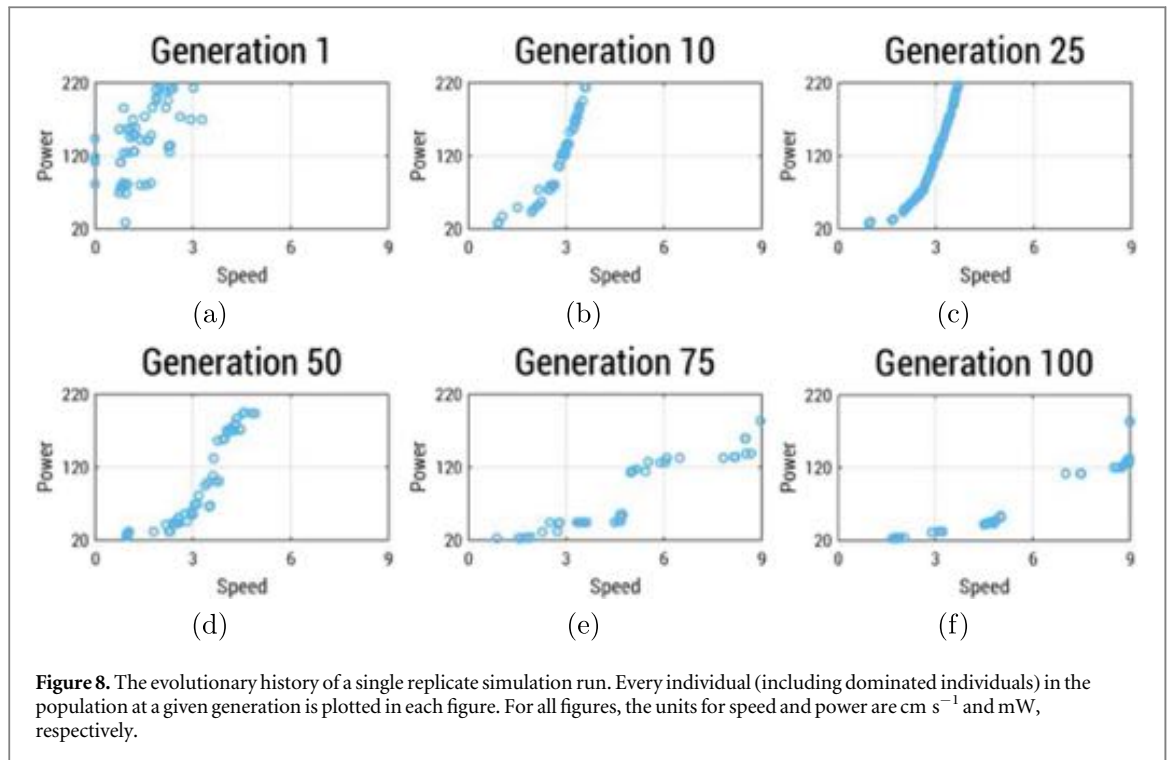 Generation 1
Generation 10
Generation 25
220
120
20
Power
0 3 6 9
Speed
220
120
20
Power
0 3 6 9
Speed
220
120
20
Power
0 3 6 9
Speed
(a)
(b)
(c)
Generation 50
Generation 75
Generation 100
220
120
20
Power
0 3 6 9
Speed
220
120
20
Power
0 3 6 9
Speed
220
120
20
Power
0 3 6 9
Speed
(d)
(e)
(f)
Figure 8. The evolutionary history of a single replicate simulation run. Every individual (including dominated individuals) in the
population at a given generation is plotted in each figure. For all figures, the units for speed and power are cm s⁻¹ and mW,
respectively.